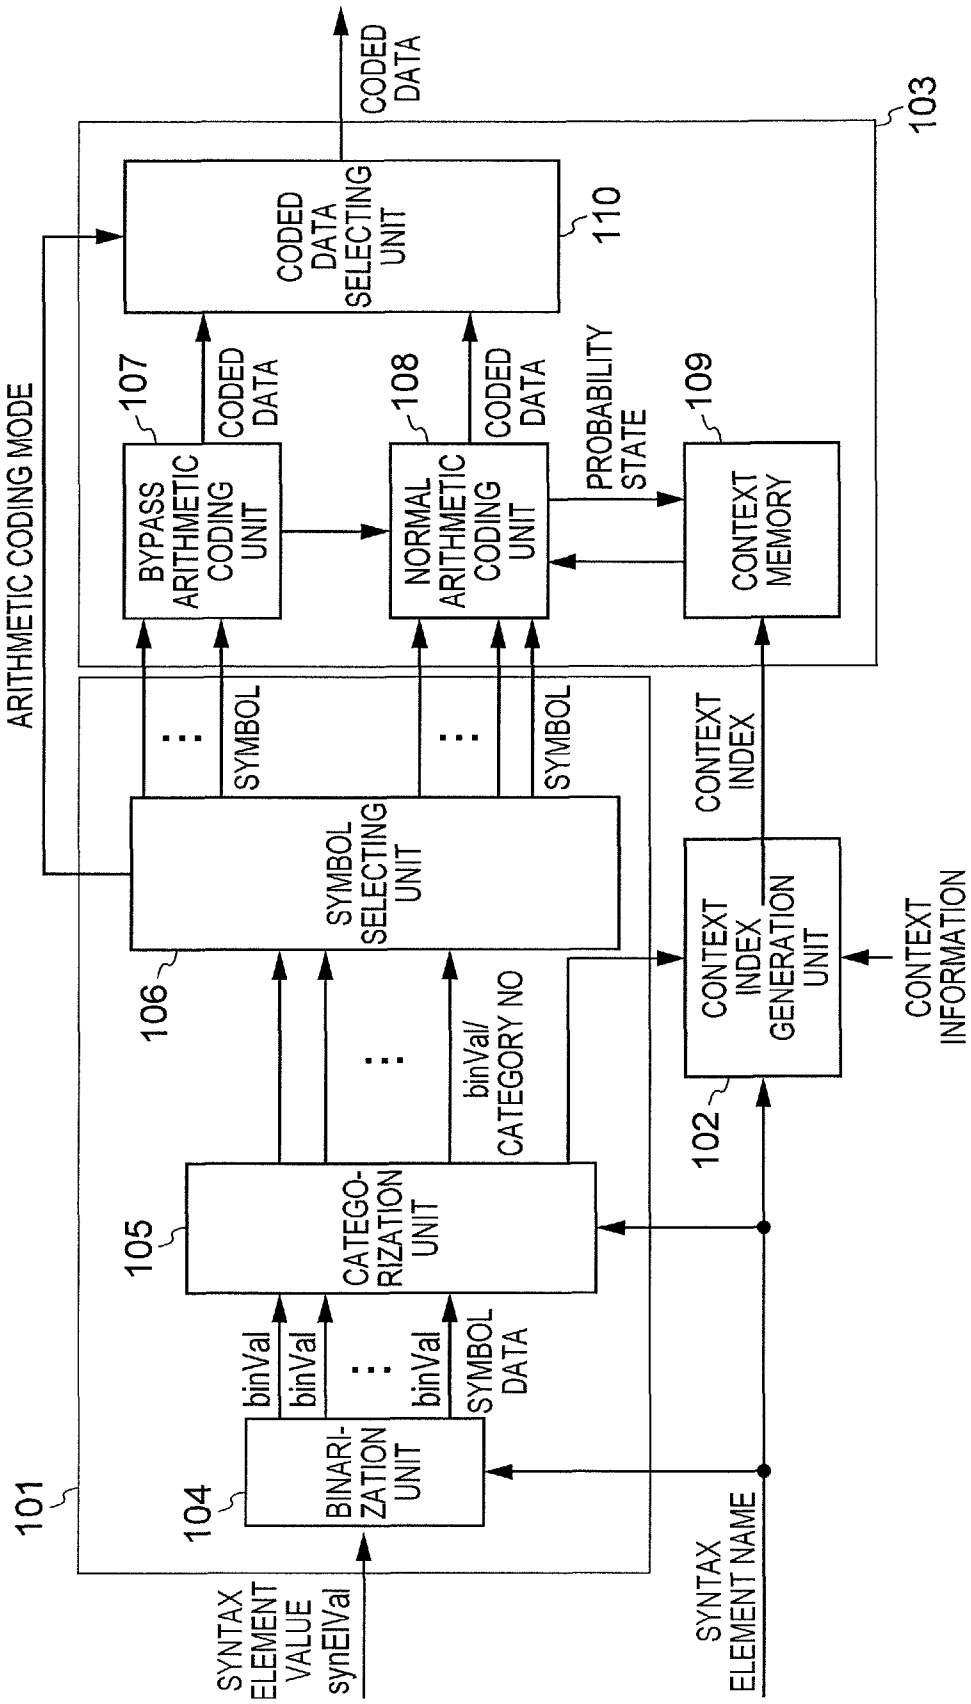 ARITHMETIC CODING MODE
101
SYNTAX
ELEMENT
VALUE
synElVal
104
BINARI-
ZATION
UNIT
binVal
binVal
...
binVal
SYMBOL
DATA
105
CATEGO-
RIZATION
UNIT
...
binVal/
CATEGORY NO
106
SYMBOL
SELECTING
UNIT
...
SYMBOL
...
SYMBOL
107
BYPASS
ARITHMETIC
CODING
UNIT
CODED
DATA
108
NORMAL
ARITHMETIC
CODING
UNIT
CODED
DATA
PROBABILITY
STATE
109
CONTEXT
MEMORY
CODED
DATA
SELECTING
UNIT
110
CODED
DATA
103
SYNTAX
ELEMENT NAME
102
CONTEXT
INDEX
GENERATION
UNIT
CONTEXT
INDEX
CONTEXT
INFORMATION